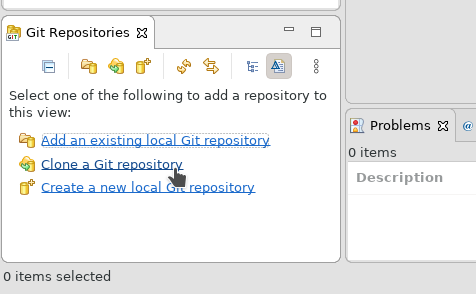 Git Repositories
Select one of the following to add a repository to
this view:
Add an existing local Git repository
Clone a Git repository
Create a new local Git repository
0 items selected
Problems
@
0 items
Description